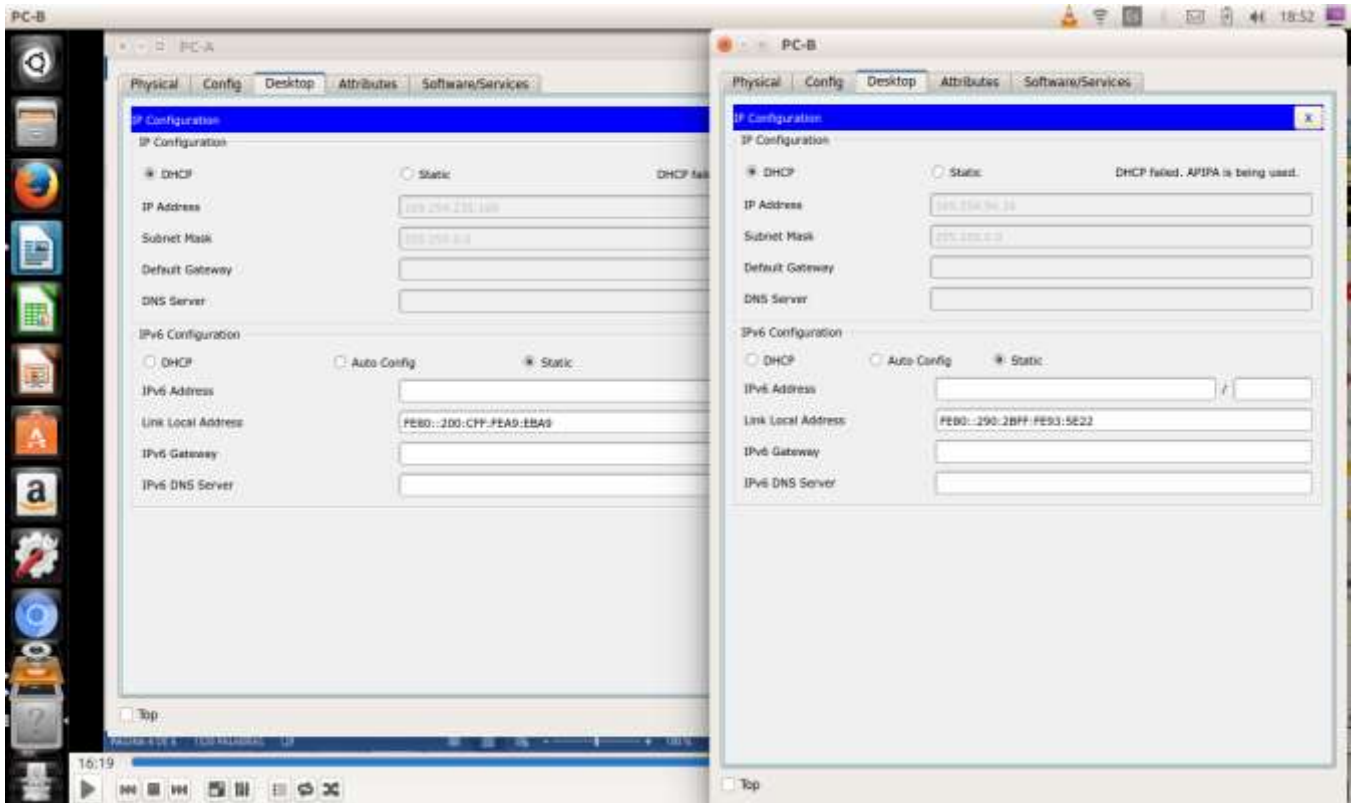 PC-B
18:52
PC-A
Physical Config Desktop Attributes Software/Services
IP Configuration
IP Configuration
DHCP Static DHCP
IP Address
Subnet Mask
Default Gateway
DNS Server
IPv6 Configuration
DHCP Auto Config Static
IPv6 Address
Link Local Address FE80::200:CFF:FEA9:EBA9
IPv6 Gateway
IPv6 DNS Server
Top
16:19
PC-B
Physical Config Desktop Attributes Software/Services
IP Configuration X
IP Configuration
DHCP Static DHCP failed. APIPA is being used.
IP Address
Subnet Mask
Default Gateway
DNS Server
IPv6 Configuration
DHCP Auto Config Static
IPv6 Address /
Link Local Address FE80::290:2BFF:FE93:5E22
IPv6 Gateway
IPv6 DNS Server
Top